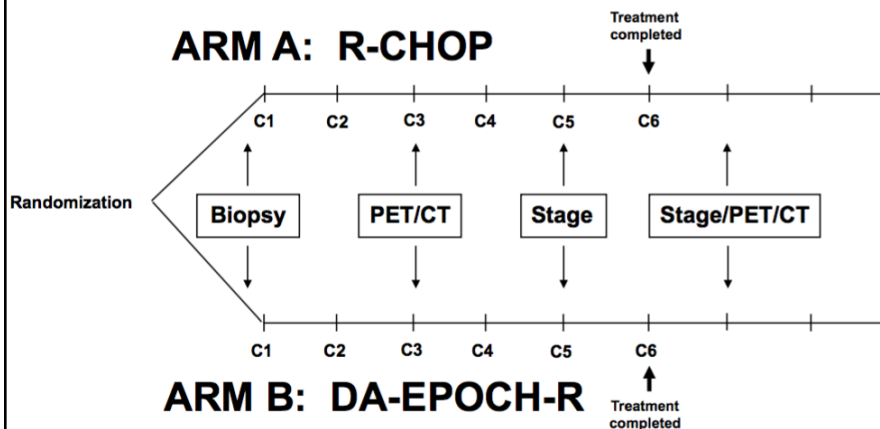 Treatment
completed
ARM A: R-CHOP
C1 C2 C3 C4 C5 C6
Randomization
Biopsy PET/CT Stage Stage/PET/CT
C1 C2 C3 C4 C5 C6
ARM B: DA-EPOCH-R
Treatment
completed